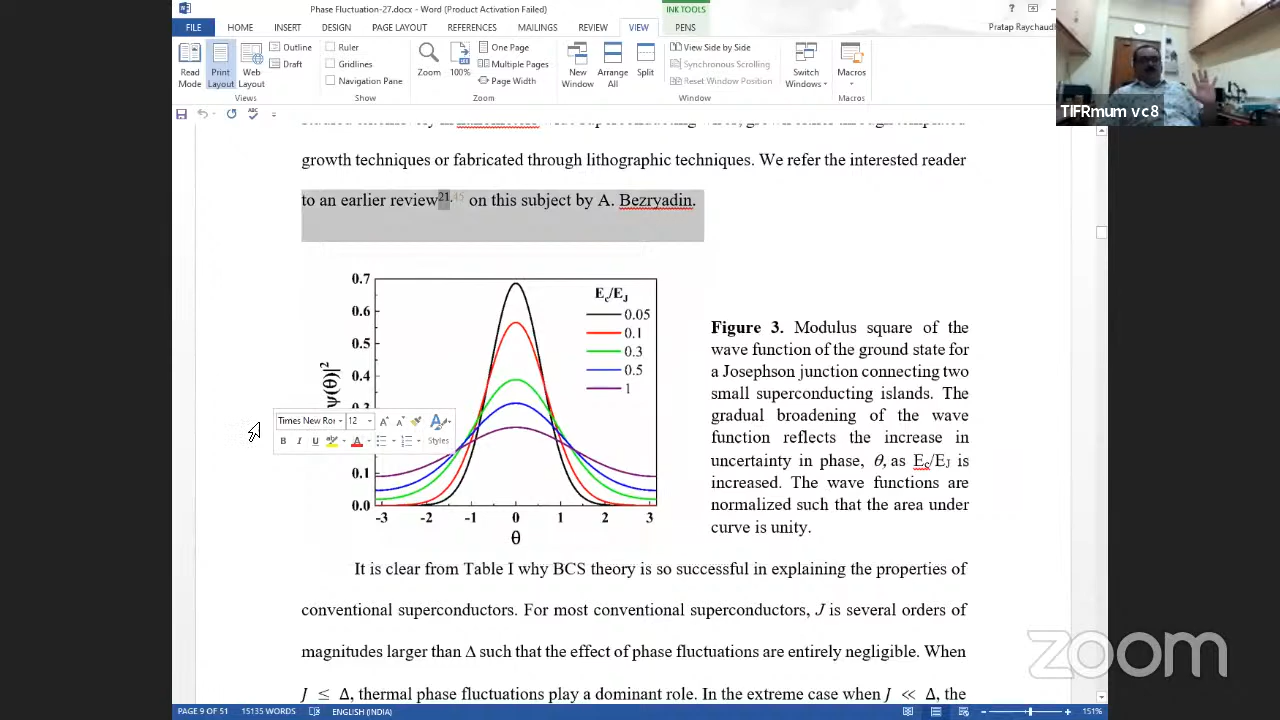 Phase Fluctuation-27.docx - Word (Product Activation Failed)
INK TOOLS
FILE HOME INSERT DESIGN PAGE LAYOUT REFERENCES MAILINGS REVIEW VIEW PENS
Pratap Raychaudh
Read Mode
Print Layout
Web Layout
Outline
Draft
Views
Ruler
Gridlines
Navigation Pane
Show
Zoom
100%
One Page
Multiple Pages
Page Width
Zoom
New Window
Arrange All
Split
View Side by Side
Synchronous Scrolling
Reset Window Position
Window
Switch Windows
Macros
Macros
TIFRmum vc8
growth techniques or fabricated through lithographic techniques. We refer the interested reader
to an earlier review21,45 on this subject by A. Bezryadin.
0.7
0.6
0.5
0.4
0.3
0.1
0.0
-3 -2 -1 0 1 2 3
θ
ψ(θ)|²
Ec/EJ
0.05
0.1
0.3
0.5
1
Times New Ror 12
B I U A
Styles
Figure 3. Modulus square of the
wave function of the ground state for
a Josephson junction connecting two
small superconducting islands. The
gradual broadening of the wave
function reflects the increase in
uncertainty in phase, θ, as Ec/EJ is
increased. The wave functions are
normalized such that the area under
curve is unity.
It is clear from Table I why BCS theory is so successful in explaining the properties of
conventional superconductors. For most conventional superconductors, J is several orders of
magnitudes larger than Δ such that the effect of phase fluctuations are entirely negligible. When
J ≤ Δ, thermal phase fluctuations play a dominant role. In the extreme case when J ≪ Δ, the
zoom
PAGE 9 OF 51 15135 WORDS ENGLISH (INDIA) 151%